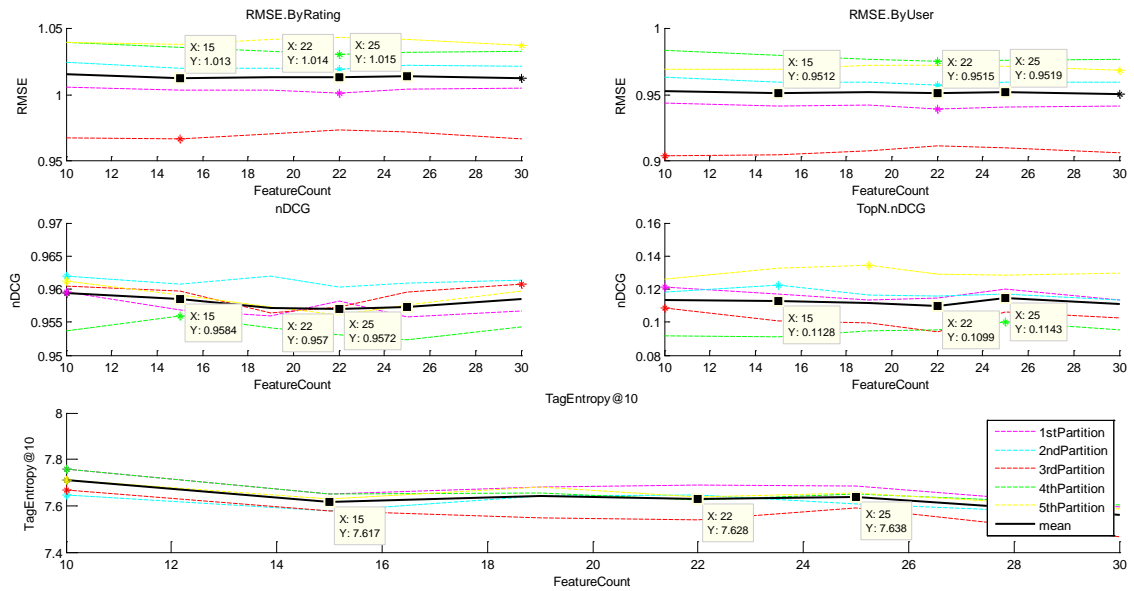 RMSE.ByRating
RMSE
1.05
1
0.95
X: 15
Y: 1.013
X: 22
Y: 1.014
X: 25
Y: 1.015
10 12 14 16 18 20 22 24 26 28 30
FeatureCount
RMSE.ByUser
RMSE
1
0.95
0.9
X: 15
Y: 0.9512
X: 22
Y: 0.9515
X: 25
Y: 0.9519
10 12 14 16 18 20 22 24 26 28 30
FeatureCount
nDCG
nDCG
0.97
0.965
0.96
0.955
0.95
X: 15
Y: 0.9584
X: 22
Y: 0.957
X: 25
Y: 0.9572
10 12 14 16 18 20 22 24 26 28 30
FeatureCount
TopN.nDCG
nDCG
0.16
0.14
0.12
0.1
0.08
X: 15
Y: 0.1128
X: 22
Y: 0.1099
X: 25
Y: 0.1143
10 12 14 16 18 20 22 24 26 28 30
FeatureCount
TagEntropy@10
TagEntropy@10
8
7.8
7.6
7.4
X: 15
Y: 7.617
X: 22
Y: 7.628
X: 25
Y: 7.638
1stPartition
2ndPartition
3rdPartition
4thPartition
5thPartition
mean
10 12 14 16 18 20 22 24 26 28 30
FeatureCount